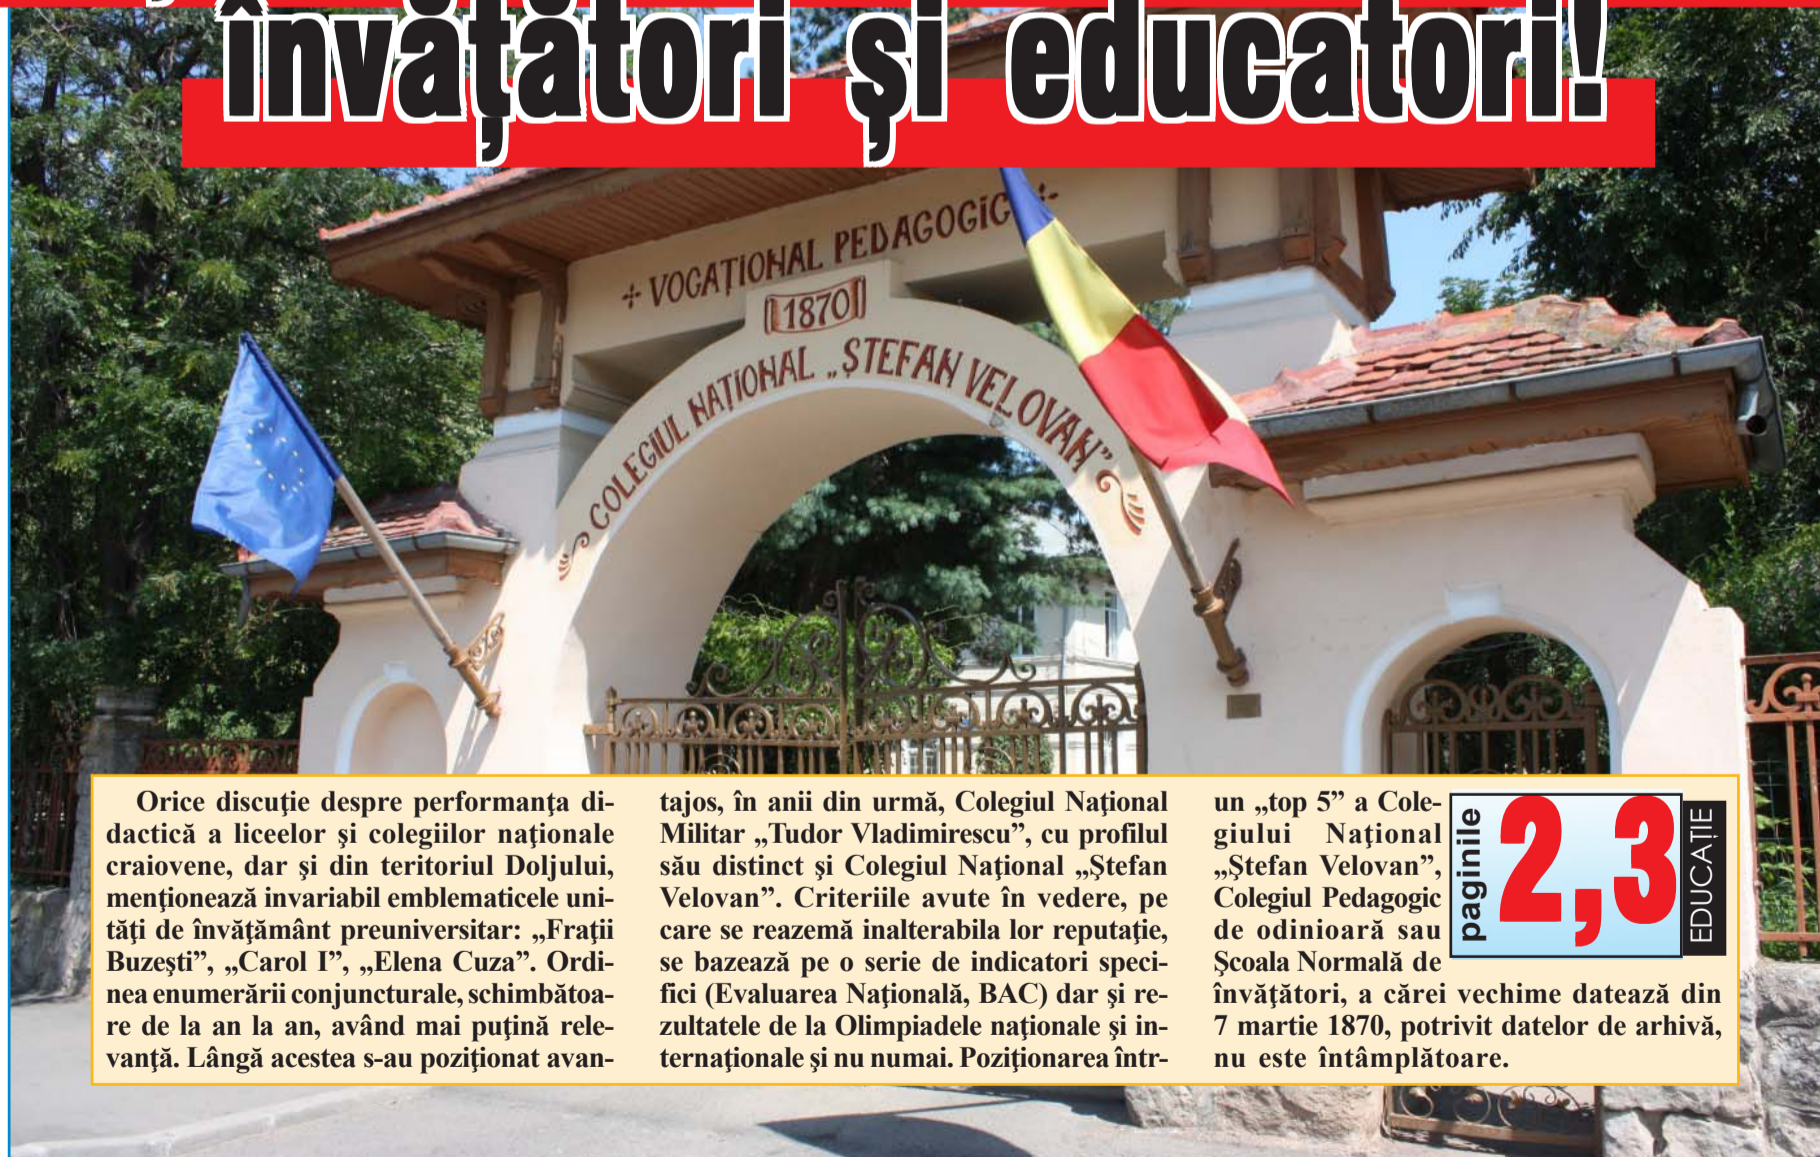 învăţători şi educatori!
+ VOCAŢIONAL PEDAGOGIC +
1870
COLEGIUL NAŢIONAL „ŞTEFAN VELOVAN”
Orice discuţie despre performanţa di-
dactică a liceelor şi colegiilor naţionale
craiovene, dar şi din teritoriul Doljului,
menţionează invariabil emblematicele uni-
tăţi de învăţământ preuniversitar: „Fraţii
Buzeşti”, „Carol I”, „Elena Cuza”. Ordi-
nea enumerării conjuncturale, schimbătoa-
re de la an la an, având mai puţină rele-
vanţă. Lângă acestea s-au poziţionat avan-
tajos, în anii din urmă, Colegiul Naţional
Militar „Tudor Vladimirescu”, cu profilul
său distinct şi Colegiul Naţional „Ştefan
Velovan”. Criteriile avute în vedere, pe
care se reazemă inalterabila lor reputaţie,
se bazează pe o serie de indicatori speci-
fici (Evaluarea Naţională, BAC) dar şi re-
zultatele de la Olimpiadele naţionale şi in-
ternaţionale şi nu numai. Poziţionarea într-
un „top 5” a Cole-
giului Naţional
„Ştefan Velovan”,
Colegiul Pedagogic
de odinioară sau
Şcoala Normală de
învăţători, a cărei vechime datează din
7 martie 1870, potrivit datelor de arhivă,
nu este întâmplătoare.
paginile
2,3
EDUCAŢIE